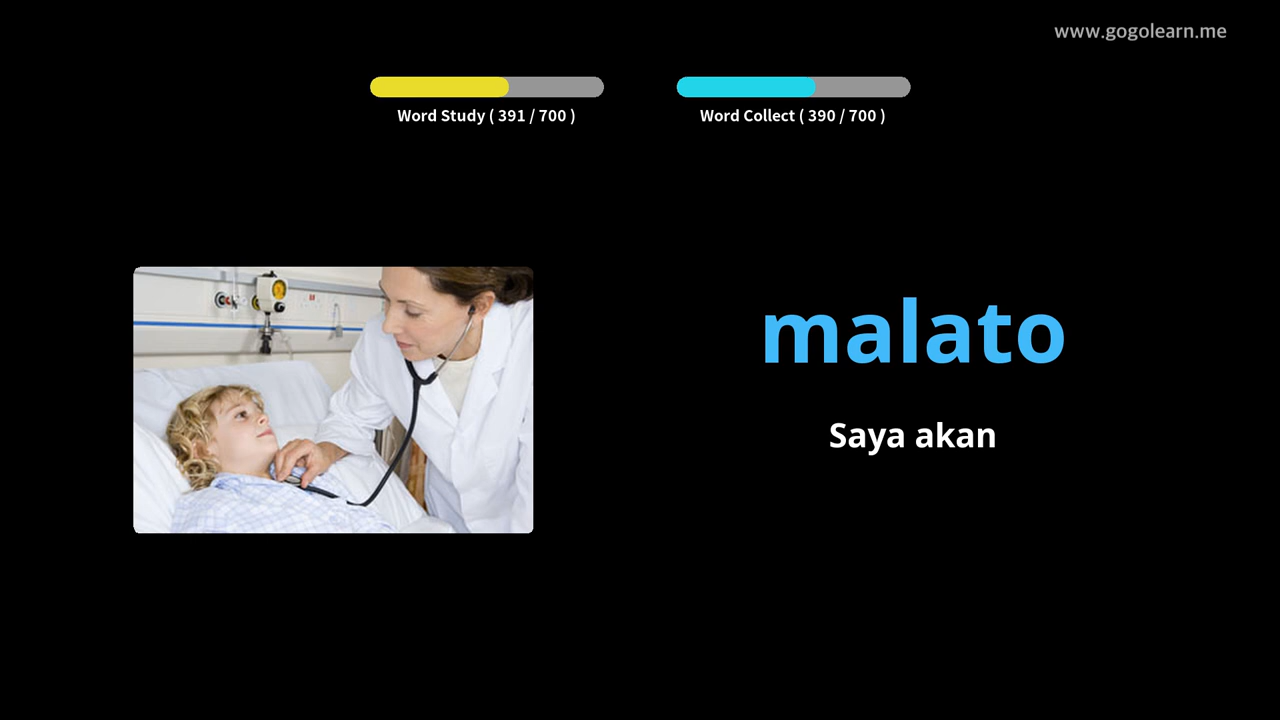 www.gogolearn.me
Word Study ( 391 / 700 )
Word Collect ( 390 / 700 )
malato
Saya akan